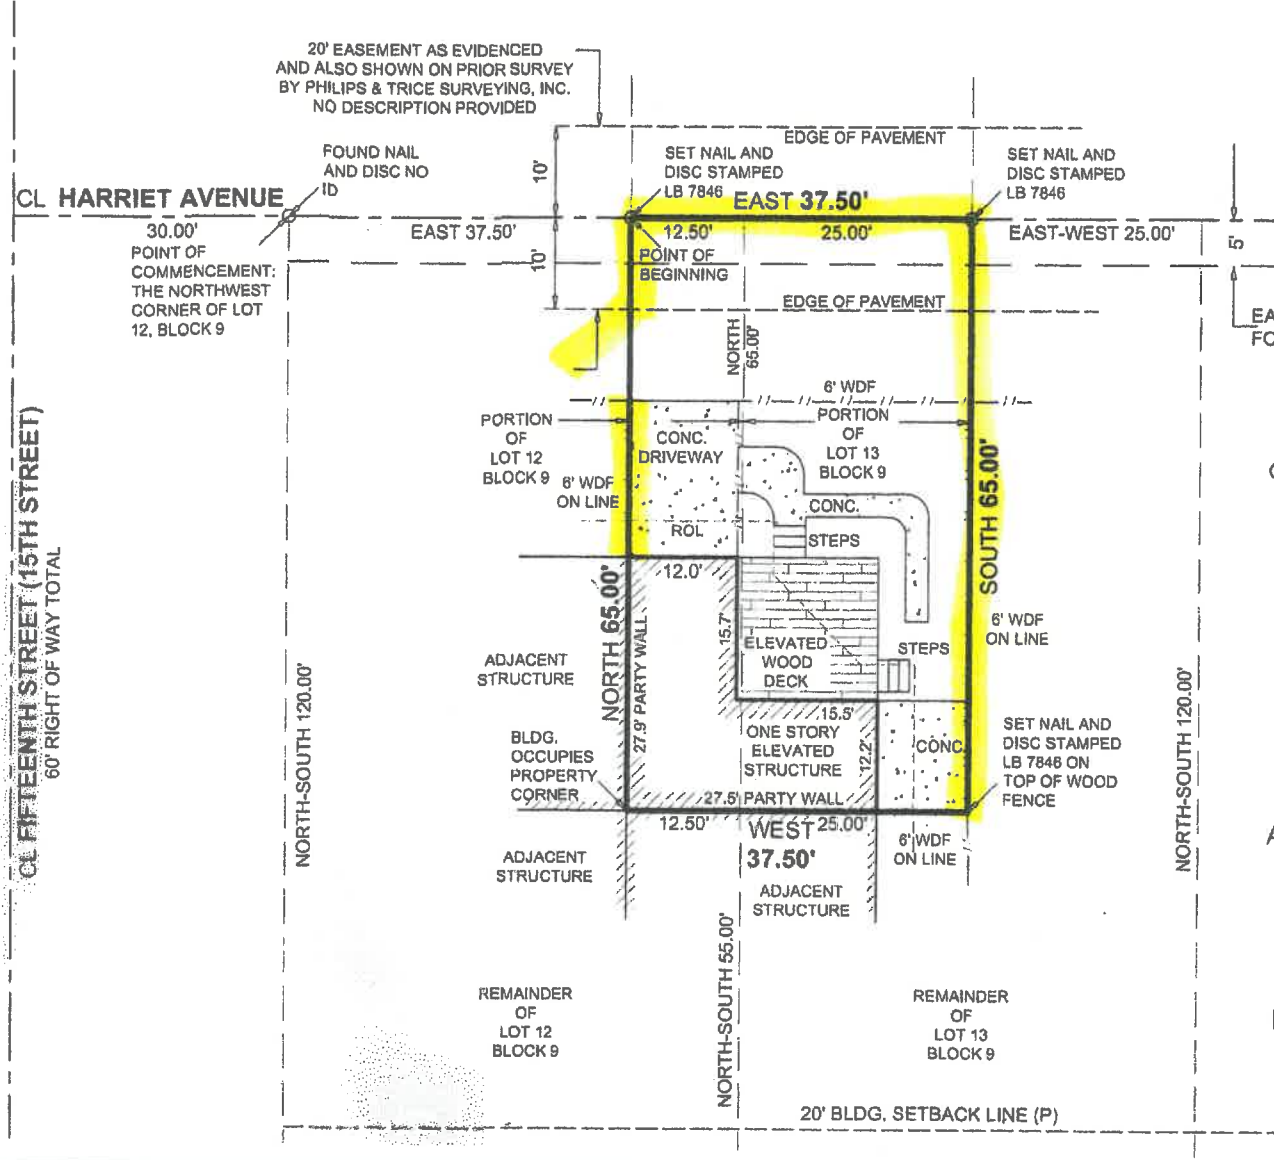 20' EASEMENT AS EVIDENCED
AND ALSO SHOWN ON PRIOR SURVEY
BY PHILIPS & TRICE SURVEYING, INC.
NO DESCRIPTION PROVIDED
EDGE OF PAVEMENT
FOUND NAIL
AND DISC NO
ID
10'
SET NAIL AND
DISC STAMPED
LB 7846
SET NAIL AND
DISC STAMPED
LB 7846
CL HARRIET AVENUE
EAST 37.50'
30.00'
EAST 37.50'
12.50'
25.00'
EAST-WEST 25.00'
5'
POINT OF
COMMENCEMENT:
THE NORTHWEST
CORNER OF LOT
12, BLOCK 9
10'
POINT OF
BEGINNING
EDGE OF PAVEMENT
NORTH
65.00'
6' WDF
PORTION
OF
LOT 12
BLOCK 9
CONC.
DRIVEWAY
PORTION
OF
LOT 13
BLOCK 9
6' WDF
ON LINE
SOUTH 65.00'
CONC.
ROL
STEPS
12.0'
CL FIFTEENTH STREET (15TH STREET)
60' RIGHT OF WAY TOTAL
NORTH 65.00'
27.9' PARTY WALL
15.7'
6' WDF
ON LINE
ELEVATED
WOOD
DECK
STEPS
ADJACENT
STRUCTURE
NORTH-SOUTH 120.00'
NORTH-SOUTH 120.00'
15.5'
ONE STORY
ELEVATED
STRUCTURE
12.2'
CONC.
SET NAIL AND
DISC STAMPED
LB 7846 ON
TOP OF WOOD
FENCE
BLDG.
OCCUPIES
PROPERTY
CORNER
27.5' PARTY WALL
12.50'
WEST
37.50'
25.00'
6' WDF
ON LINE
ADJACENT
STRUCTURE
ADJACENT
STRUCTURE
NORTH-SOUTH 55.00'
REMAINDER
OF
LOT 12
BLOCK 9
REMAINDER
OF
LOT 13
BLOCK 9
20' BLDG. SETBACK LINE (P)